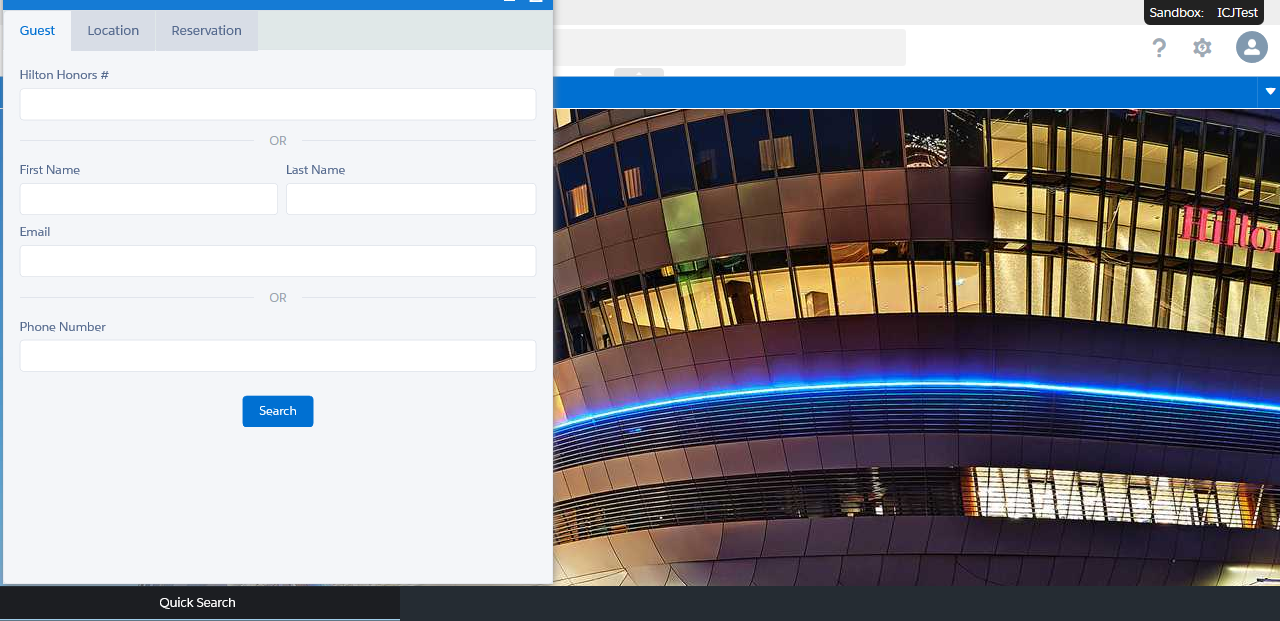 Sandbox: ICJTest
Guest Location Reservation
Hilton Honors #
OR
First Name Last Name
Email
OR
Phone Number
Search
Hilton
Quick Search